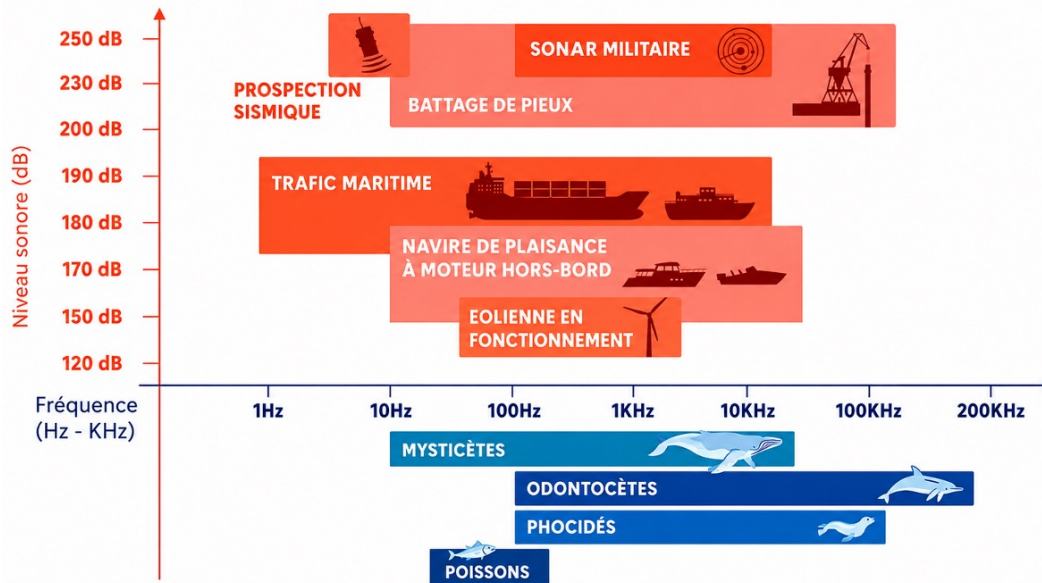 250 dB
230 dB
200 dB
190 dB
180 dB
170 dB
150 dB
120 dB
Niveau sonore (dB)
SONAR MILITAIRE
PROSPECTION
SISMIQUE
BATTAGE DE PIEUX
TRAFIC MARITIME
NAVIRE DE PLAISANCE
À MOTEUR HORS-BORD
EOLIENNE EN
FONCTIONNEMENT
Fréquence
(Hz - KHz)
1Hz
10Hz
100Hz
1KHz
10KHz
100KHz
200KHz
MYSTICÈTES
ODONTOCÈTES
PHOCIDÉS
POISSONS